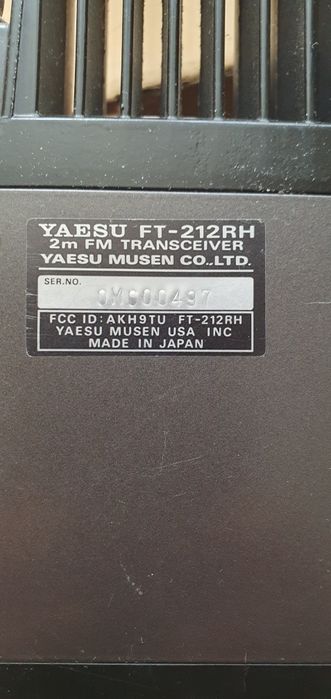 YAESU FT-212RH
2m FM TRANSCEIVER
YAESU MUSEN CO.,LTD.
SER.NO.
FCC ID:AKH9TU FT-212RH
YAESU MUSEN USA INC
MADE IN JAPAN